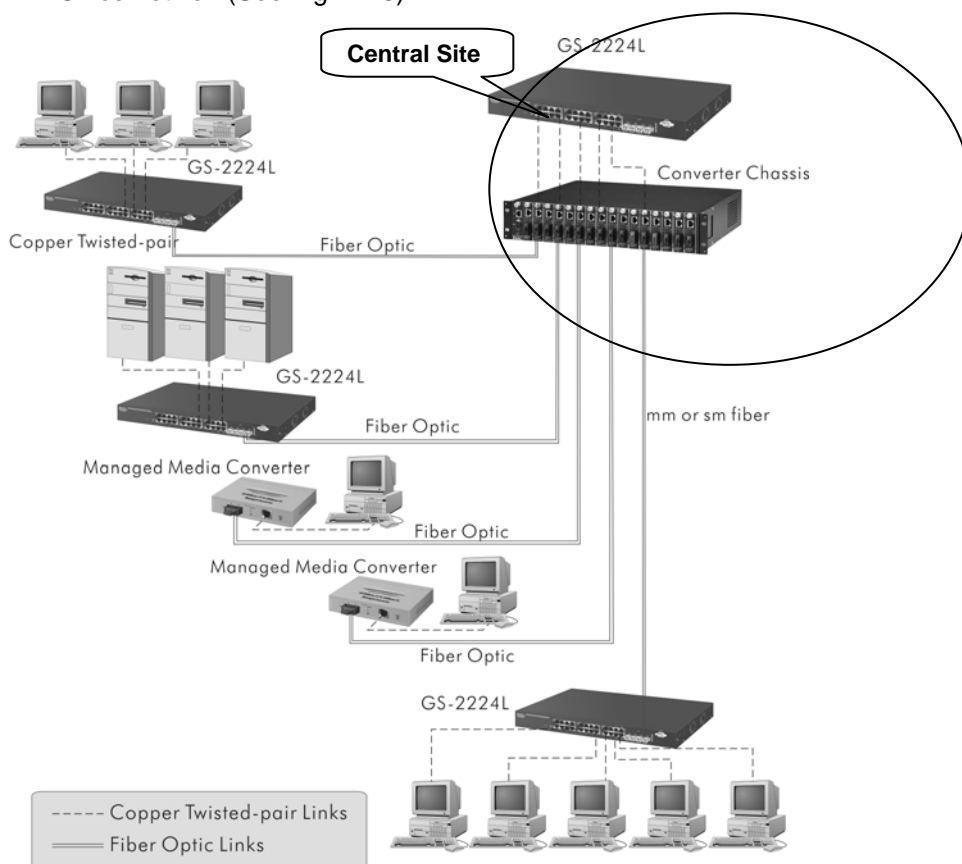 Central Site
GS-2224L
GS-2224L
Converter Chassis
Copper Twisted-pair
Fiber Optic
GS-2224L
mm or sm fiber
Fiber Optic
Managed Media Converter
Fiber Optic
Managed Media Converter
Fiber Optic
GS-2224L
Copper Twisted-pair Links
Fiber Optic Links